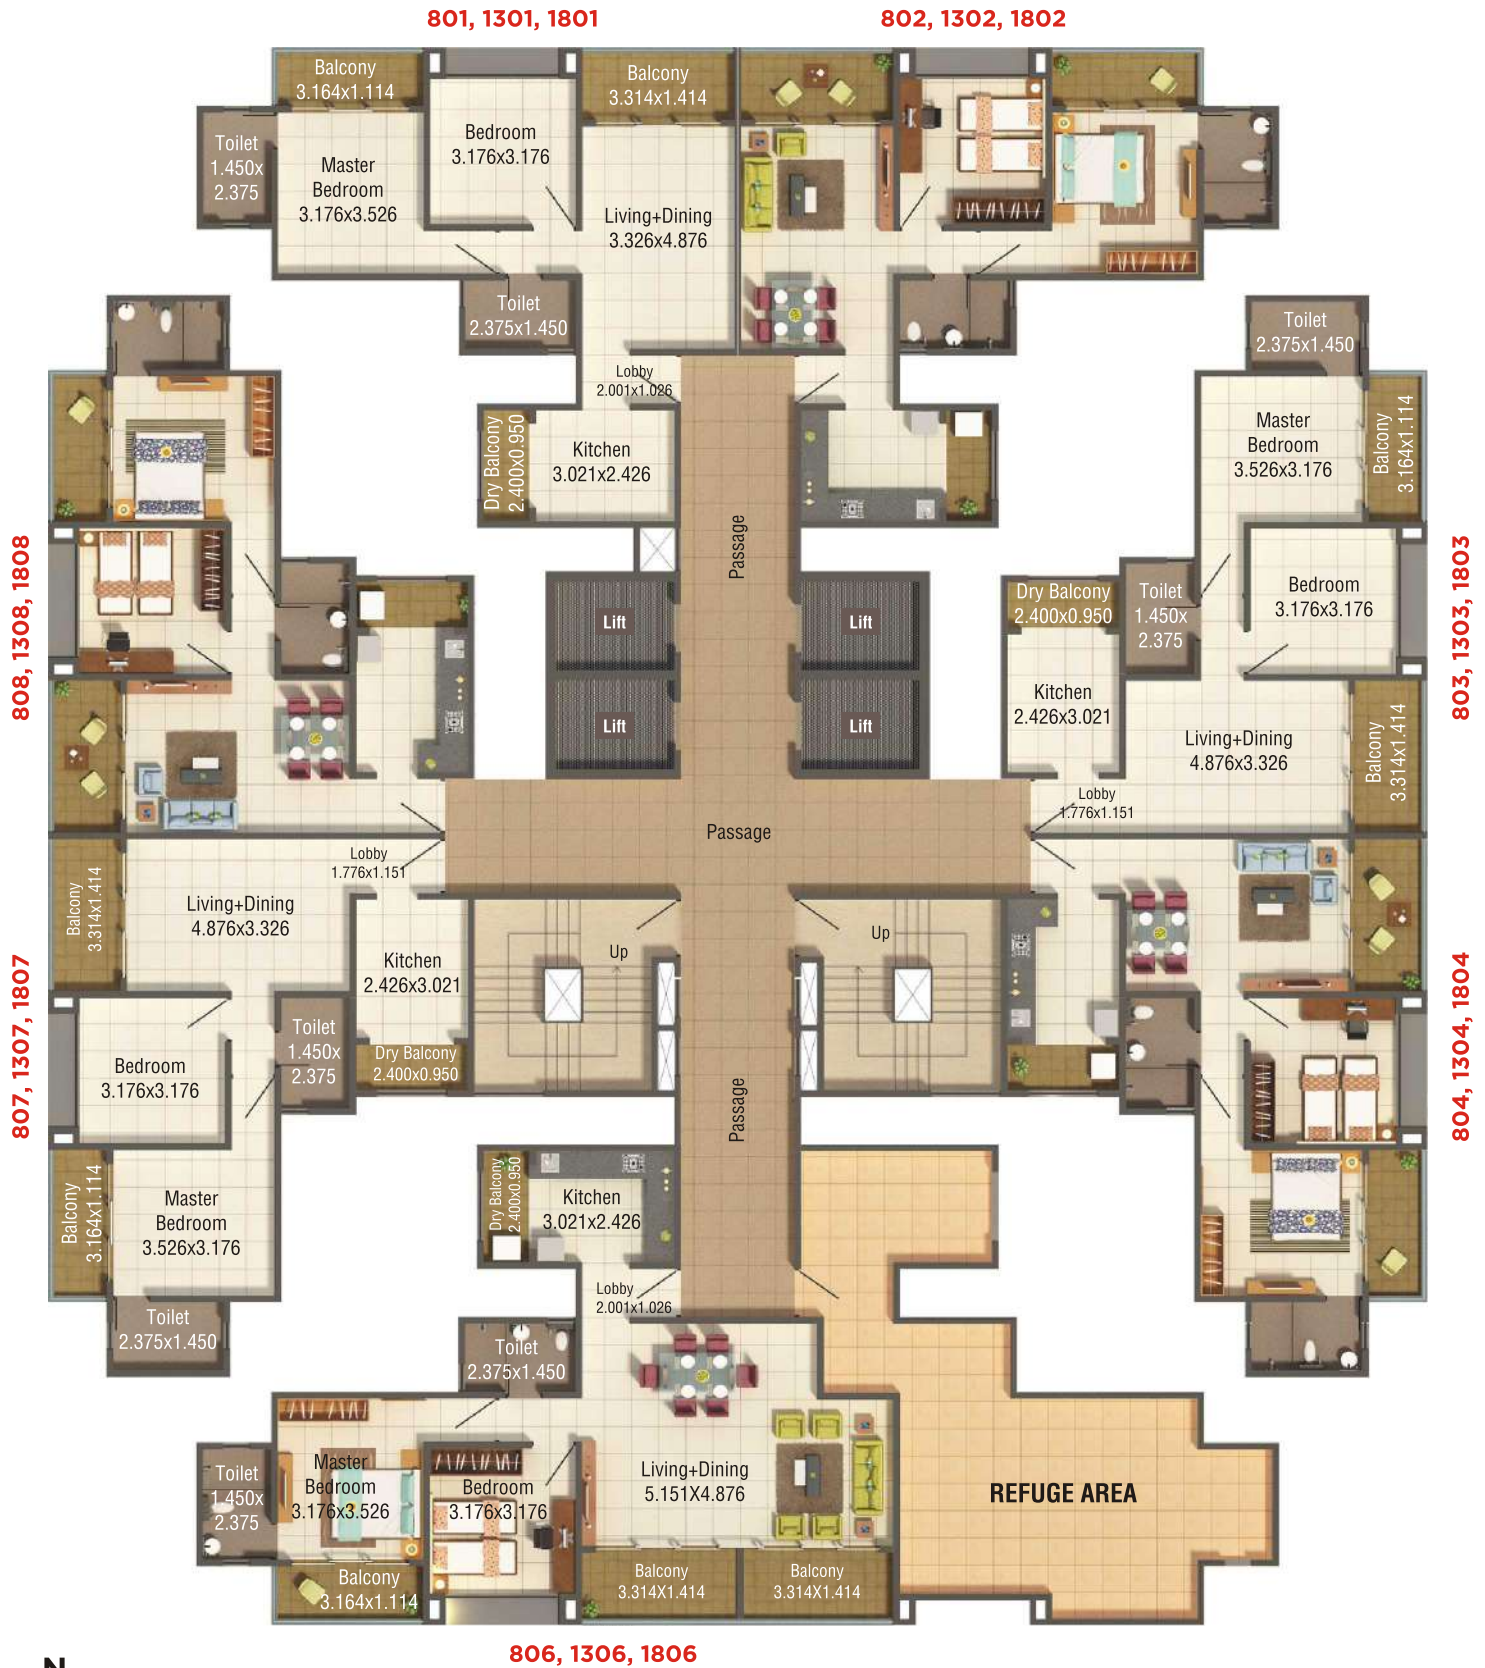 801, 1301, 1801
802, 1302, 1802
Balcony
3.164x1.114
Balcony
3.314x1.414
Toilet
1.450x
2.375
Master
Bedroom
3.176x3.526
Bedroom
3.176x3.176
Living+Dining
3.326x4.876
Toilet
2.375x1.450
Lobby
2.001x1.026
Dry Balcony
2.400x0.950
Kitchen
3.021x2.426
Toilet
2.375x1.450
Master
Bedroom
3.526x3.176
Balcony
3.164x1.114
808, 1308, 1808
803, 1303, 1803
Passage
Lift
Lift
Lift
Lift
Dry Balcony
2.400x0.950
Toilet
1.450x
2.375
Bedroom
3.176x3.176
Kitchen
2.426x3.021
Living+Dining
4.876x3.326
Balcony
3.314x1.414
Lobby
1.776x1.151
Passage
Lobby
1.776x1.151
Balcony
3.314x1.414
Living+Dining
4.876x3.326
Kitchen
2.426x3.021
Up
Up
807, 1307, 1807
804, 1304, 1804
Toilet
1.450x
2.375
Bedroom
3.176x3.176
Dry Balcony
2.400x0.950
Passage
Balcony
3.164x1.114
Master
Bedroom
3.526x3.176
Toilet
2.375x1.450
Dry Balcony
2.400x0.950
Kitchen
3.021x2.426
Lobby
2.001x1.026
Toilet
2.375x1.450
Toilet
1.450x
2.375
Master
Bedroom
3.176x3.526
Bedroom
3.176x3.176
Living+Dining
5.151X4.876
REFUGE AREA
Balcony
3.164x1.114
Balcony
3.314X1.414
Balcony
3.314X1.414
806, 1306, 1806
N